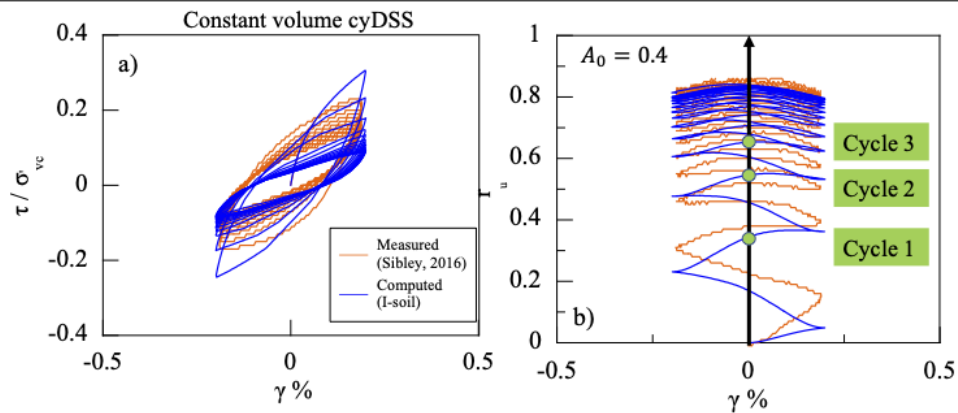 Constant volume cyDSS
a)
0.4
0.2
0
-0.2
-0.4
τ / σ'vc
-0.5
0
0.5
γ %
Measured
(Sibley, 2016)
Computed
(I-soil)
A₀ = 0.4
1
0.8
0.6
0.4
0.2
0
u
Cycle 3
Cycle 2
Cycle 1
b)
-0.5
0
0.5
γ %